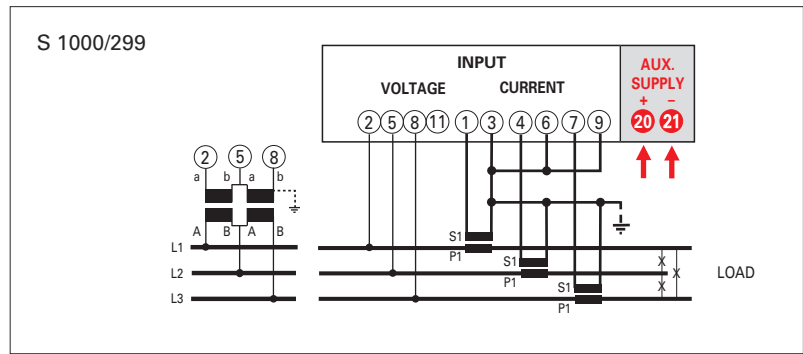 S 1000/299
INPUT
VOLTAGE
CURRENT
AUX.
SUPPLY
+ −
2 5 8 11 1 3 4 6 7 9 20 21
2 5 8
a b a b
A B A B
L1
L2
L3
S1
P1
S1
P1
S1
P1
X
X
X
LOAD